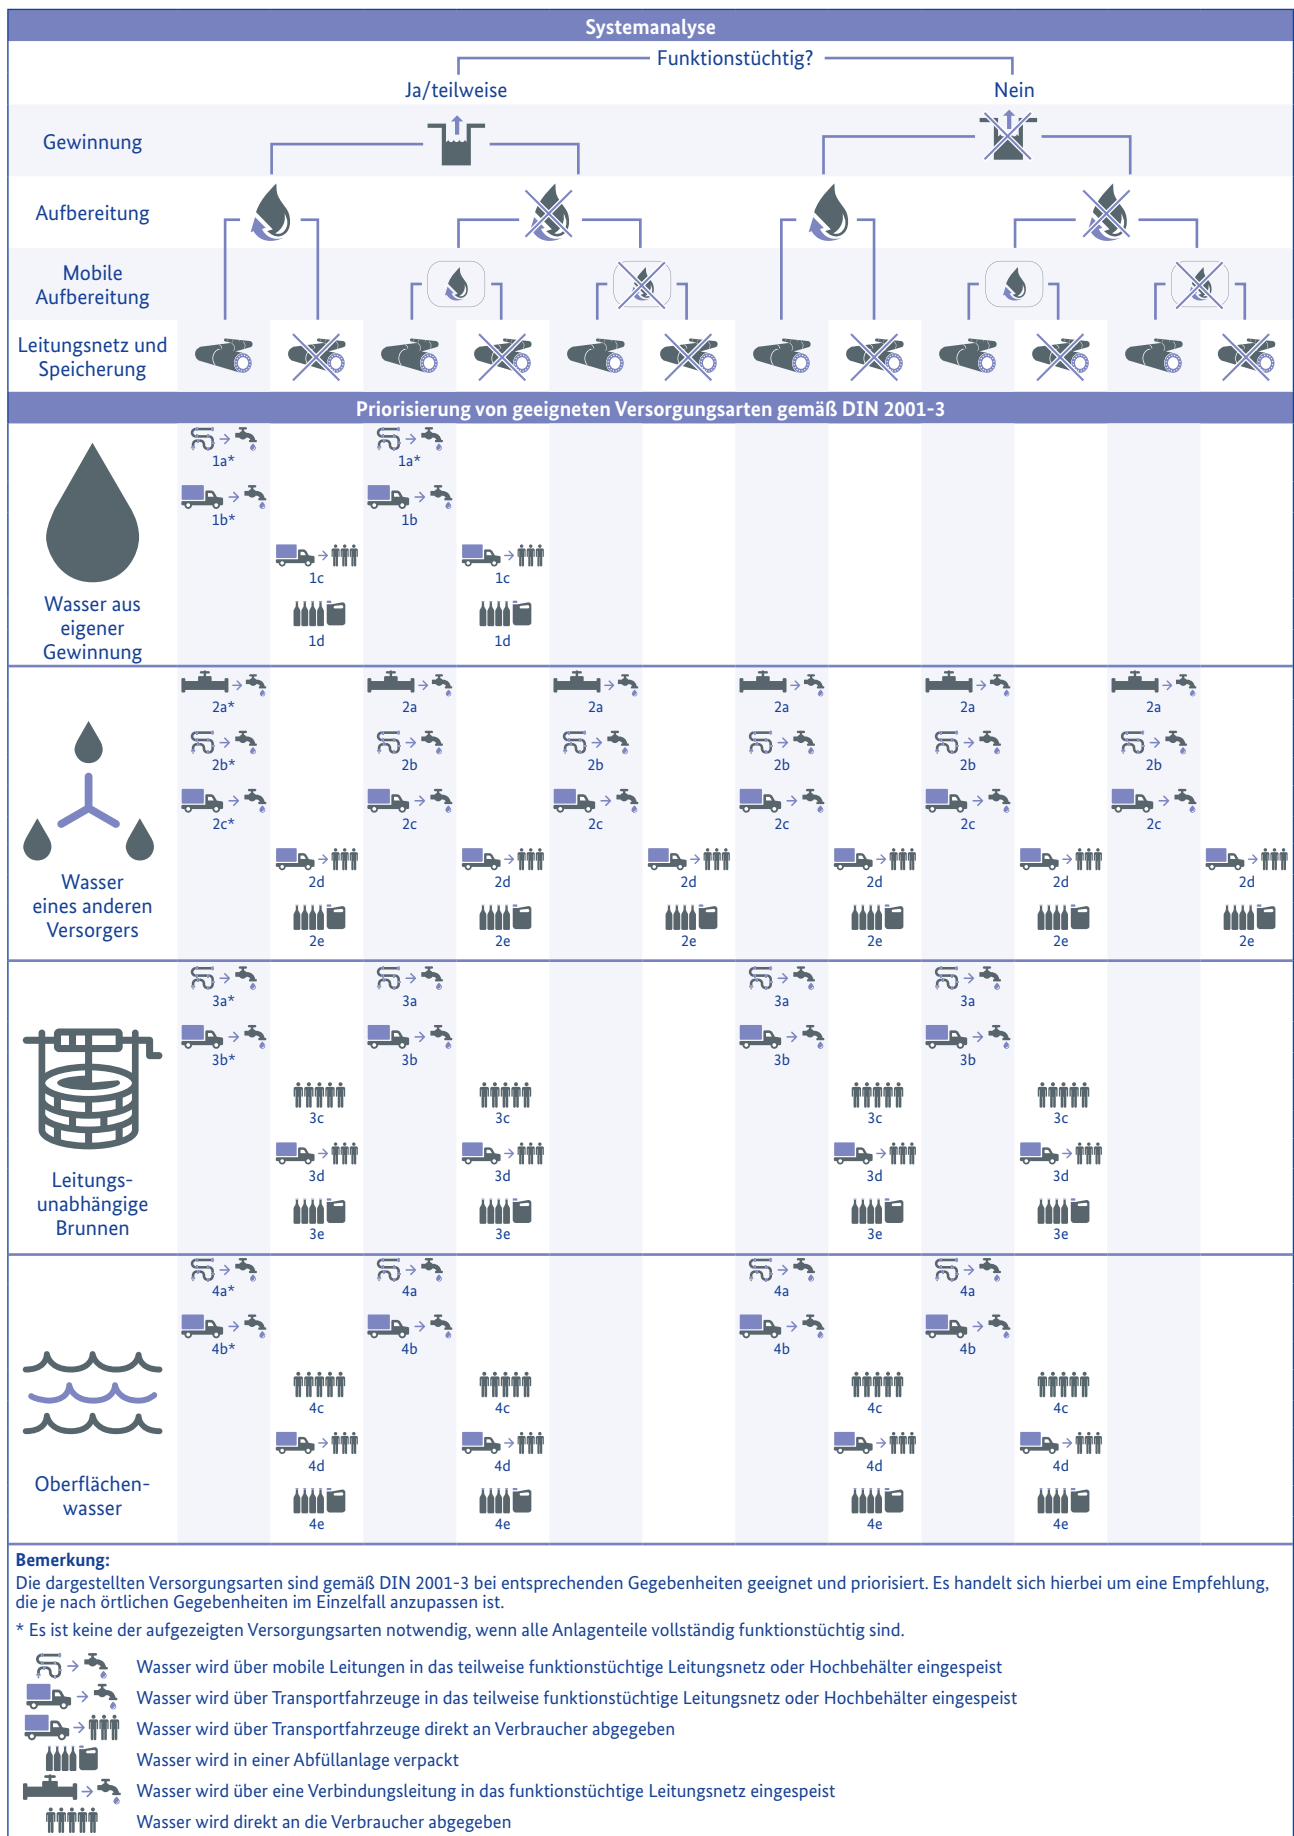 Systemanalyse
Funktionstüchtig?
Ja/teilweise
Nein
Gewinnung
Aufbereitung
Mobile
Aufbereitung
Leitungsnetz und
Speicherung
Priorisierung von geeigneten Versorgungsarten gemäß DIN 2001-3
1a* 1a*
1b* 1b
1c 1c
1d 1d
Wasser aus
eigener
Gewinnung
2a* 2a 2a 2a 2a 2a
2b* 2b 2b 2b 2b 2b
2c* 2c 2c 2c 2c 2c
2d 2d 2d 2d 2d 2d
2e 2e 2e 2e 2e 2e
Wasser
eines anderen
Versorgers
3a* 3a 3a 3a
3b* 3b 3b 3b
3c 3c 3c 3c
3d 3d 3d 3d
3e 3e 3e 3e
Leitungs-
unabhängige
Brunnen
4a* 4a 4a 4a
4b* 4b 4b 4b
4c 4c 4c 4c
4d 4d 4d 4d
4e 4e 4e 4e
Oberflächen-
wasser
Bemerkung:
Die dargestellten Versorgungsarten sind gemäß DIN 2001-3 bei entsprechenden Gegebenheiten geeignet und priorisiert. Es handelt sich hierbei um eine Empfehlung,
die je nach örtlichen Gegebenheiten im Einzelfall anzupassen ist.
* Es ist keine der aufgezeigten Versorgungsarten notwendig, wenn alle Anlagenteile vollständig funktionstüchtig sind.
Wasser wird über mobile Leitungen in das teilweise funktionstüchtige Leitungsnetz oder Hochbehälter eingespeist
Wasser wird über Transportfahrzeuge in das teilweise funktionstüchtige Leitungsnetz oder Hochbehälter eingespeist
Wasser wird über Transportfahrzeuge direkt an Verbraucher abgegeben
Wasser wird in einer Abfüllanlage verpackt
Wasser wird über eine Verbindungsleitung in das funktionstüchtige Leitungsnetz eingespeist
Wasser wird direkt an die Verbraucher abgegeben